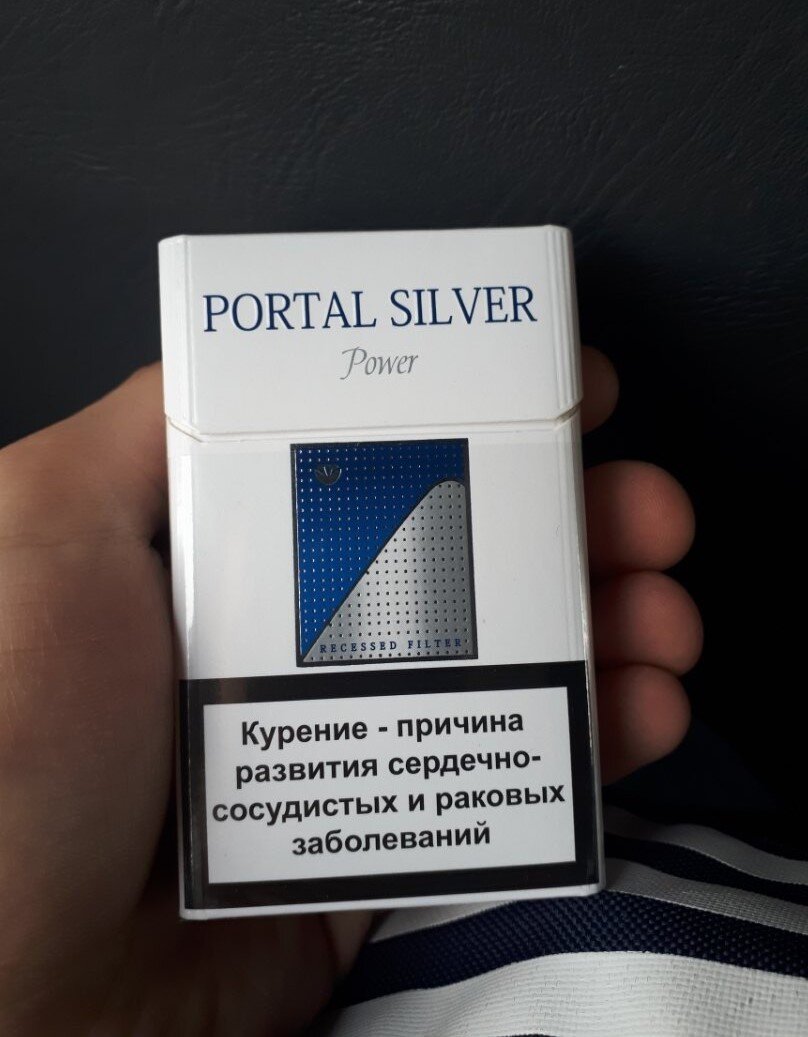 PORTAL SILVER
Power
RECESSED FILTER
Курение - причина
развития сердечно-
сосудистых и раковых
заболеваний